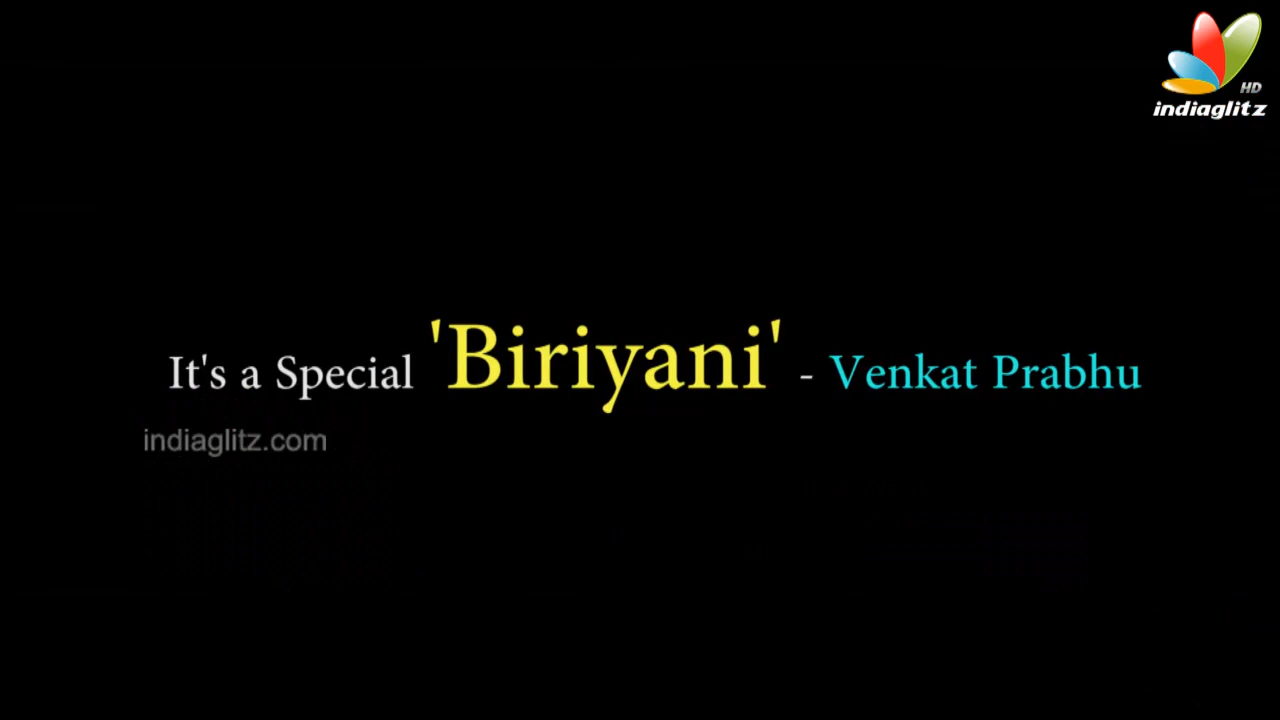 HD
indiaglitz
It's a Special 'Biriyani' - Venkat Prabhu
indiaglitz.com